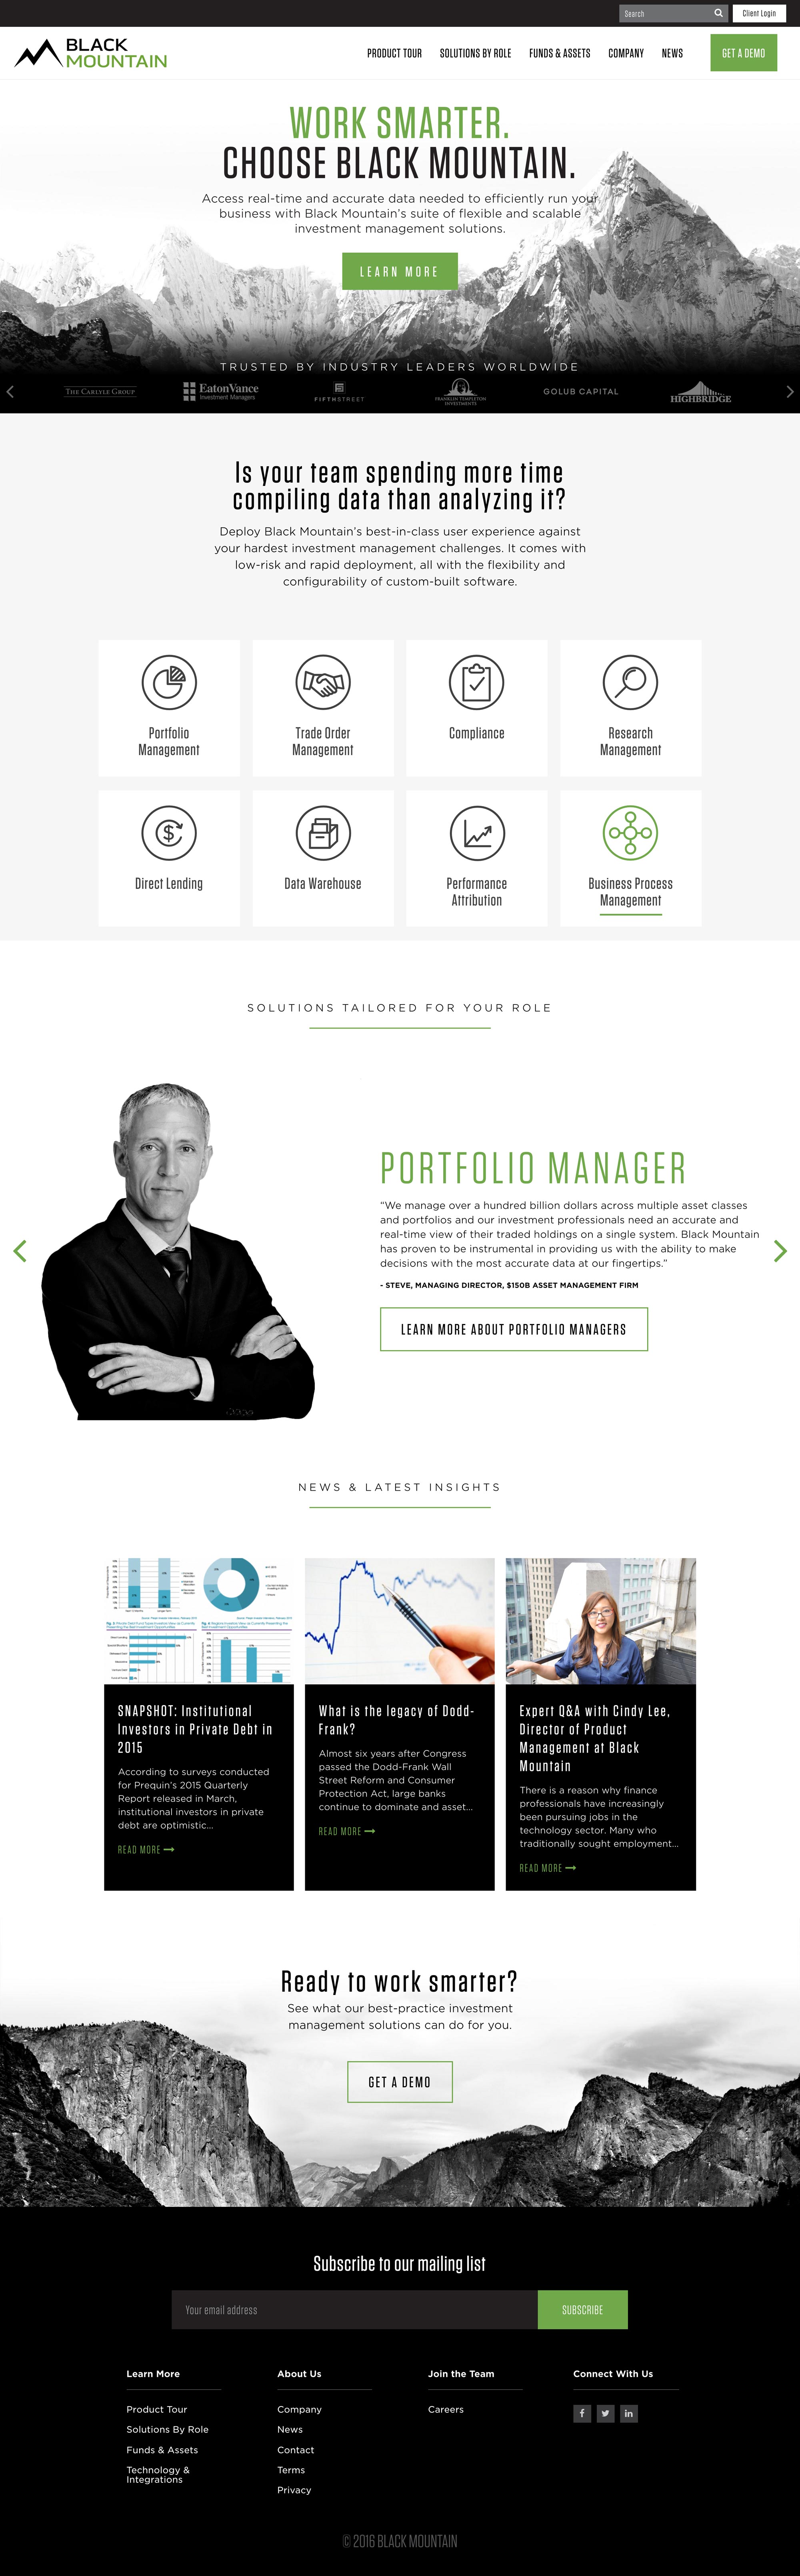 Search
Client Login
BLACK
MOUNTAIN
PRODUCT TOUR
SOLUTIONS BY ROLE
FUNDS & ASSETS
COMPANY
NEWS
GET A DEMO
WORK SMARTER.
CHOOSE BLACK MOUNTAIN.
Access real-time and accurate data needed to efficiently run your
business with Black Mountain's suite of flexible and scalable
investment management solutions.
LEARN MORE
TRUSTED BY INDUSTRY LEADERS WORLDWIDE
THE CARLYLE GROUP
EatonVance
Investment Managers
FIFTHSTREET
FRANKLIN TEMPLETON
INVESTMENTS
GOLUB CAPITAL
HIGHBRIDGE
Is your team spending more time
compiling data than analyzing it?
Deploy Black Mountain's best-in-class user experience against
your hardest investment management challenges. It comes with
low-risk and rapid deployment, all with the flexibility and
configurability of custom-built software.
Portfolio
Management
Trade Order
Management
Compliance
Research
Management
Direct Lending
Data Warehouse
Performance
Attribution
Business Process
Management
SOLUTIONS TAILORED FOR YOUR ROLE
PORTFOLIO MANAGER
“We manage over a hundred billion dollars across multiple asset classes
and portfolios and our investment professionals need an accurate and
real-time view of their traded holdings on a single system. Black Mountain
has proven to be instrumental in providing us with the ability to make
decisions with the most accurate data at our fingertips.”
- STEVE, MANAGING DIRECTOR, $150B ASSET MANAGEMENT FIRM
LEARN MORE ABOUT PORTFOLIO MANAGERS
NEWS & LATEST INSIGHTS
SNAPSHOT: Institutional
Investors in Private Debt in
2015
According to surveys conducted
for Prequin's 2015 Quarterly
Report released in March,
institutional investors in private
debt are optimistic...
READ MORE
What is the legacy of Dodd-
Frank?
Almost six years after Congress
passed the Dodd-Frank Wall
Street Reform and Consumer
Protection Act, large banks
continue to dominate and asset...
READ MORE
Expert Q&A with Cindy Lee,
Director of Product
Management at Black
Mountain
There is a reason why finance
professionals have increasingly
been pursuing jobs in the
technology sector. Many who
traditionally sought employment...
READ MORE
Ready to work smarter?
See what our best-practice investment
management solutions can do for you.
GET A DEMO
Subscribe to our mailing list
Your email address
SUBSCRIBE
Learn More
Product Tour
Solutions By Role
Funds & Assets
Technology &
Integrations
About Us
Company
News
Contact
Terms
Privacy
Join the Team
Careers
Connect With Us
© 2016 BLACK MOUNTAIN